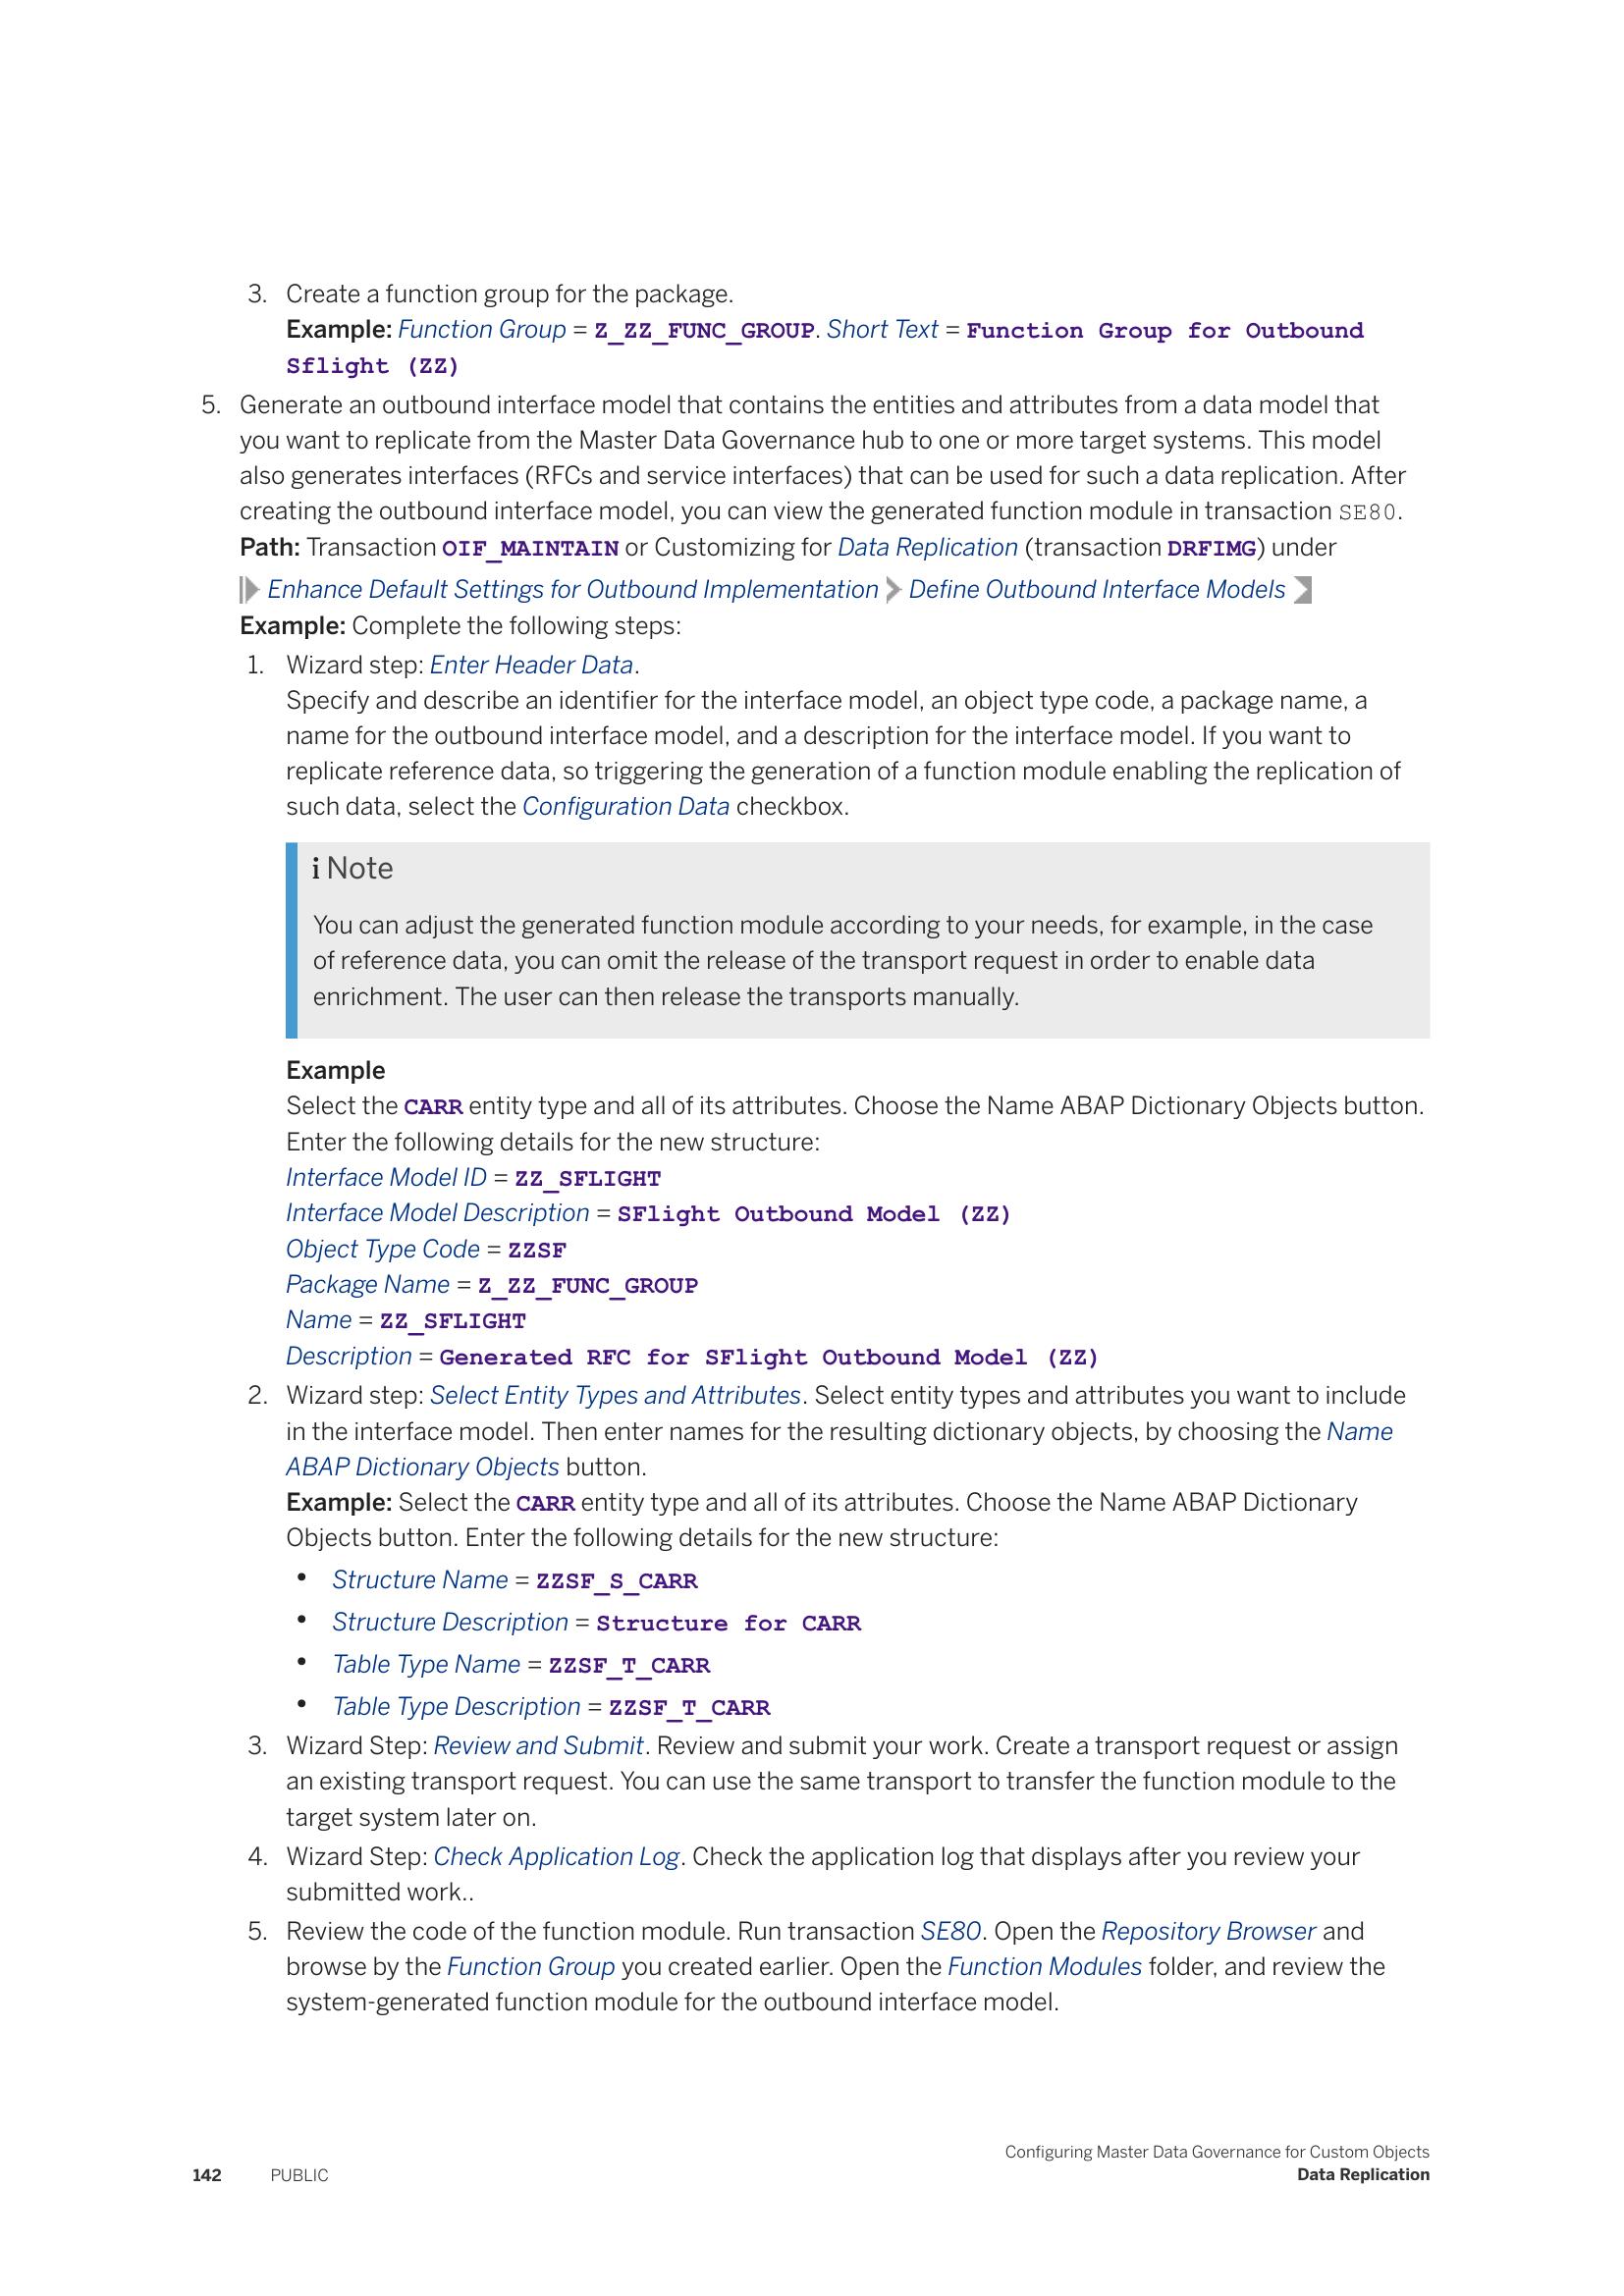 3. Create a function group for the package.
Example: Function Group = Z_ZZ_FUNC_GROUP. Short Text = Function Group for Outbound
Sflight (ZZ)
5. Generate an outbound interface model that contains the entities and attributes from a data model that
you want to replicate from the Master Data Governance hub to one or more target systems. This model
also generates interfaces (RFCs and service interfaces) that can be used for such a data replication. After
creating the outbound interface model, you can view the generated function module in transaction SE80.
Path: Transaction OIF_MAINTAIN or Customizing for Data Replication (transaction DRFIMG) under
Enhance Default Settings for Outbound Implementation Define Outbound Interface Models
Example: Complete the following steps:
1. Wizard step: Enter Header Data.
Specify and describe an identifier for the interface model, an object type code, a package name, a
name for the outbound interface model, and a description for the interface model. If you want to
replicate reference data, so triggering the generation of a function module enabling the replication of
such data, select the Configuration Data checkbox.
i Note
You can adjust the generated function module according to your needs, for example, in the case
of reference data, you can omit the release of the transport request in order to enable data
enrichment. The user can then release the transports manually.
Example
Select the CARR entity type and all of its attributes. Choose the Name ABAP Dictionary Objects button.
Enter the following details for the new structure:
Interface Model ID = ZZ_SFLIGHT
Interface Model Description = SFlight Outbound Model (ZZ)
Object Type Code = ZZSF
Package Name = Z_ZZ_FUNC_GROUP
Name = ZZ_SFLIGHT
Description = Generated RFC for SFlight Outbound Model (ZZ)
2. Wizard step: Select Entity Types and Attributes. Select entity types and attributes you want to include
in the interface model. Then enter names for the resulting dictionary objects, by choosing the Name
ABAP Dictionary Objects button.
Example: Select the CARR entity type and all of its attributes. Choose the Name ABAP Dictionary
Objects button. Enter the following details for the new structure:
• Structure Name = ZZSF_S_CARR
• Structure Description = Structure for CARR
• Table Type Name = ZZSF_T_CARR
• Table Type Description = ZZSF_T_CARR
3. Wizard Step: Review and Submit. Review and submit your work. Create a transport request or assign
an existing transport request. You can use the same transport to transfer the function module to the
target system later on.
4. Wizard Step: Check Application Log. Check the application log that displays after you review your
submitted work..
5. Review the code of the function module. Run transaction SE80. Open the Repository Browser and
browse by the Function Group you created earlier. Open the Function Modules folder, and review the
system-generated function module for the outbound interface model.
Configuring Master Data Governance for Custom Objects
142 PUBLIC Data Replication